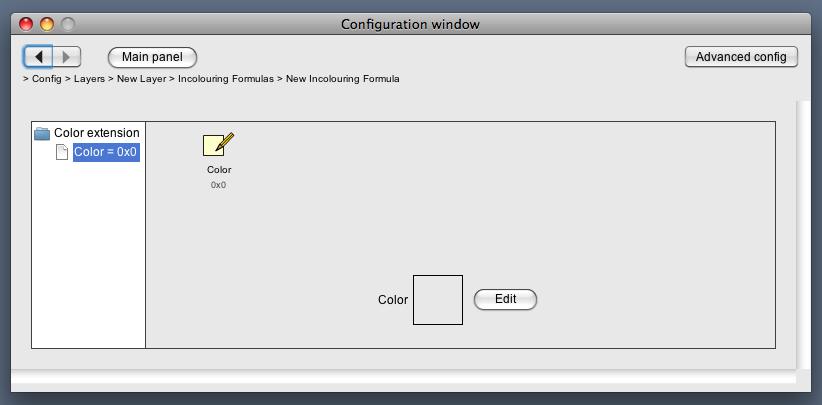 Configuration window
Main panel
Advanced config
> Config > Layers > New Layer > Incolouring Formulas > New Incolouring Formula
Color extension
Color = 0x0
Color
0x0
Color
Edit